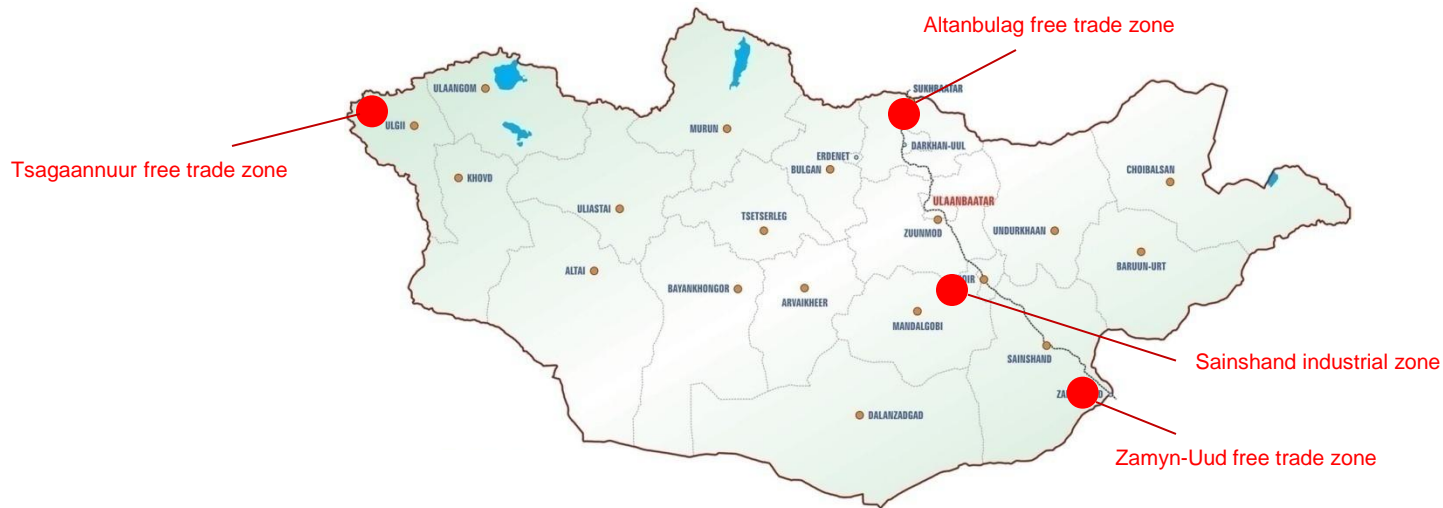 Altanbulag free trade zone
SUKHBAATAR
ULAANGOM
ULGII
MURUN
DARKHAN-UUL
ERDENET
BULGAN
Tsagaannuur free trade zone
KHOVD
CHOIBALSAN
ULIASTAI
ULAANBAATAR
TSETSERLEG
ZUUNMOD
UNDURKHAAN
BARUUN-URT
ALTAI
BAYANKHONGOR
ARVAIKHEER
MANDALGOBI
SAINSHAND
Sainshand industrial zone
DALANZADGAD
Zamyn-Uud free trade zone